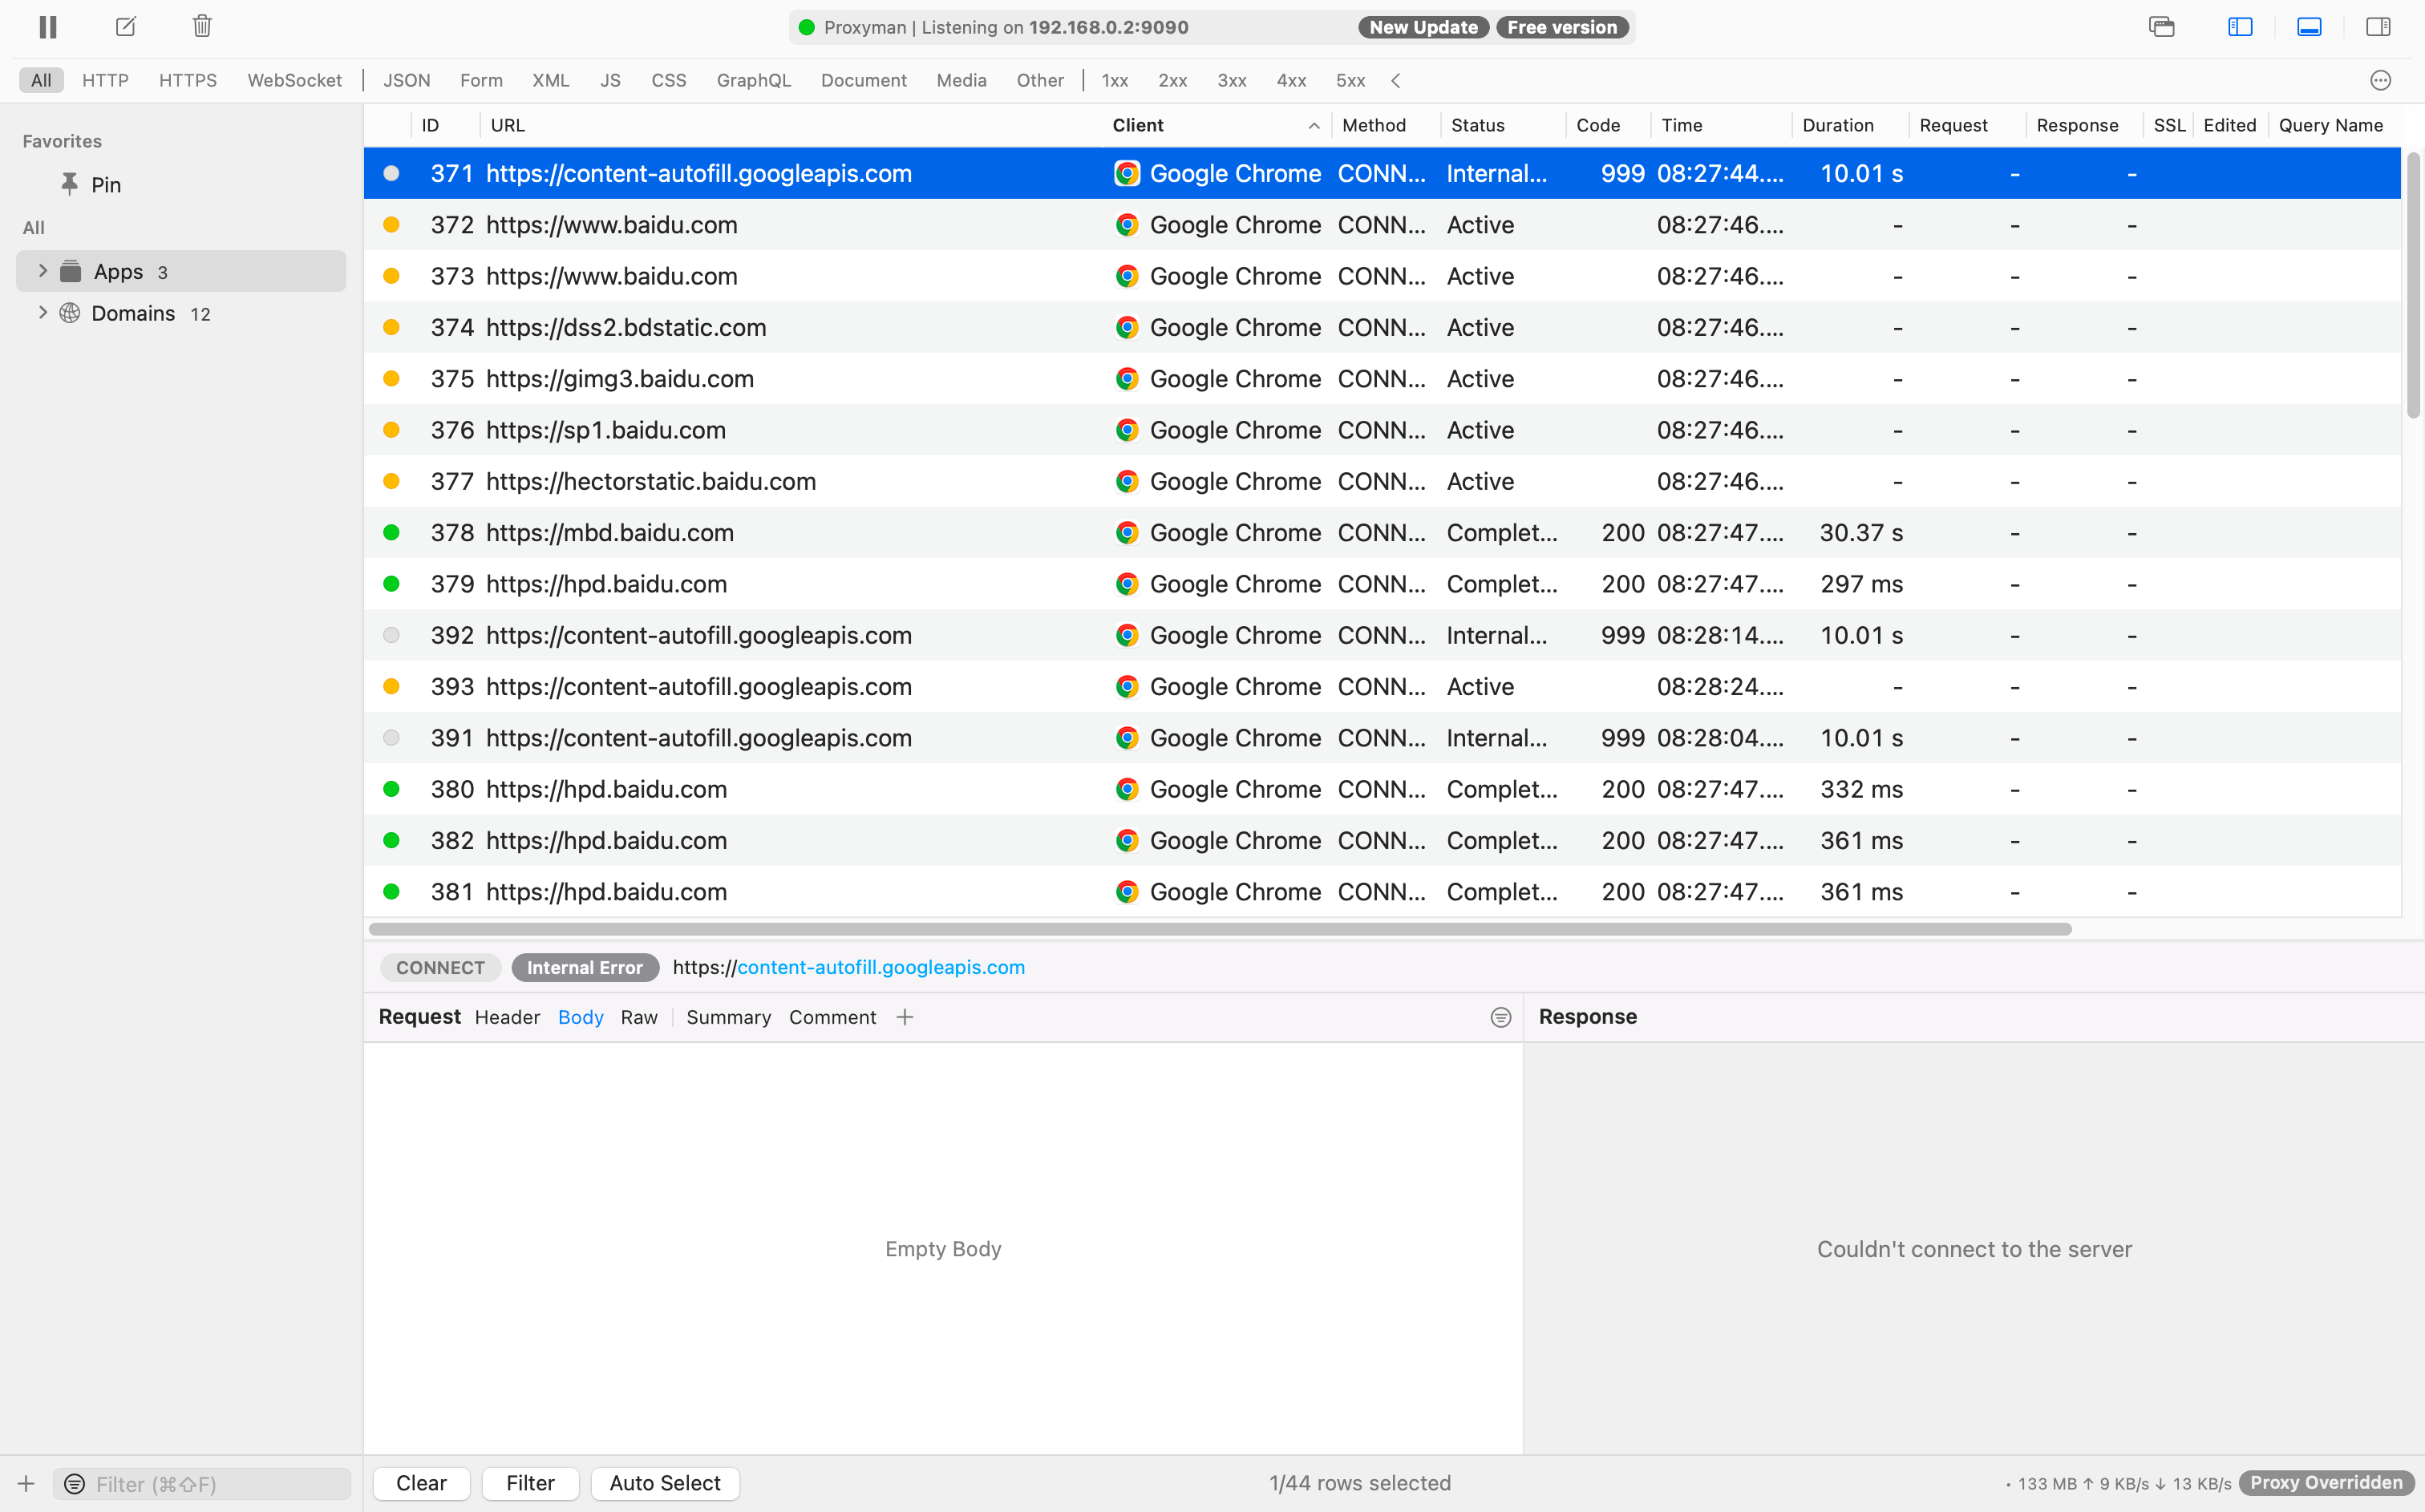 Proxyman | Listening on 192.168.0.2:9090 New Update Free version
All HTTP HTTPS WebSocket JSON Form XML JS CSS GraphQL Document Media Other 1xx 2xx 3xx 4xx 5xx
Favorites
Pin
All
Apps 3
Domains 12
ID URL Client Method Status Code Time Duration Request Response SSL Edited Query Name
371 https://content-autofill.googleapis.com Google Chrome CONN... Internal... 999 08:27:44.... 10.01 s - -
372 https://www.baidu.com Google Chrome CONN... Active 08:27:46.... - - -
373 https://www.baidu.com Google Chrome CONN... Active 08:27:46.... - - -
374 https://dss2.bdstatic.com Google Chrome CONN... Active 08:27:46.... - - -
375 https://gimg3.baidu.com Google Chrome CONN... Active 08:27:46.... - - -
376 https://sp1.baidu.com Google Chrome CONN... Active 08:27:46.... - - -
377 https://hectorstatic.baidu.com Google Chrome CONN... Active 08:27:46.... - - -
378 https://mbd.baidu.com Google Chrome CONN... Complet... 200 08:27:47.... 30.37 s - -
379 https://hpd.baidu.com Google Chrome CONN... Complet... 200 08:27:47.... 297 ms - -
392 https://content-autofill.googleapis.com Google Chrome CONN... Internal... 999 08:28:14.... 10.01 s - -
393 https://content-autofill.googleapis.com Google Chrome CONN... Active 08:28:24.... - - -
391 https://content-autofill.googleapis.com Google Chrome CONN... Internal... 999 08:28:04.... 10.01 s - -
380 https://hpd.baidu.com Google Chrome CONN... Complet... 200 08:27:47.... 332 ms - -
382 https://hpd.baidu.com Google Chrome CONN... Complet... 200 08:27:47.... 361 ms - -
381 https://hpd.baidu.com Google Chrome CONN... Complet... 200 08:27:47.... 361 ms - -
CONNECT Internal Error https://content-autofill.googleapis.com
Request Header Body Raw Summary Comment +
Response
Empty Body
Couldn't connect to the server
+ Filter (⌘⇧F)
Clear Filter Auto Select 1/44 rows selected • 133 MB ↑ 9 KB/s ↓ 13 KB/s Proxy Overridden